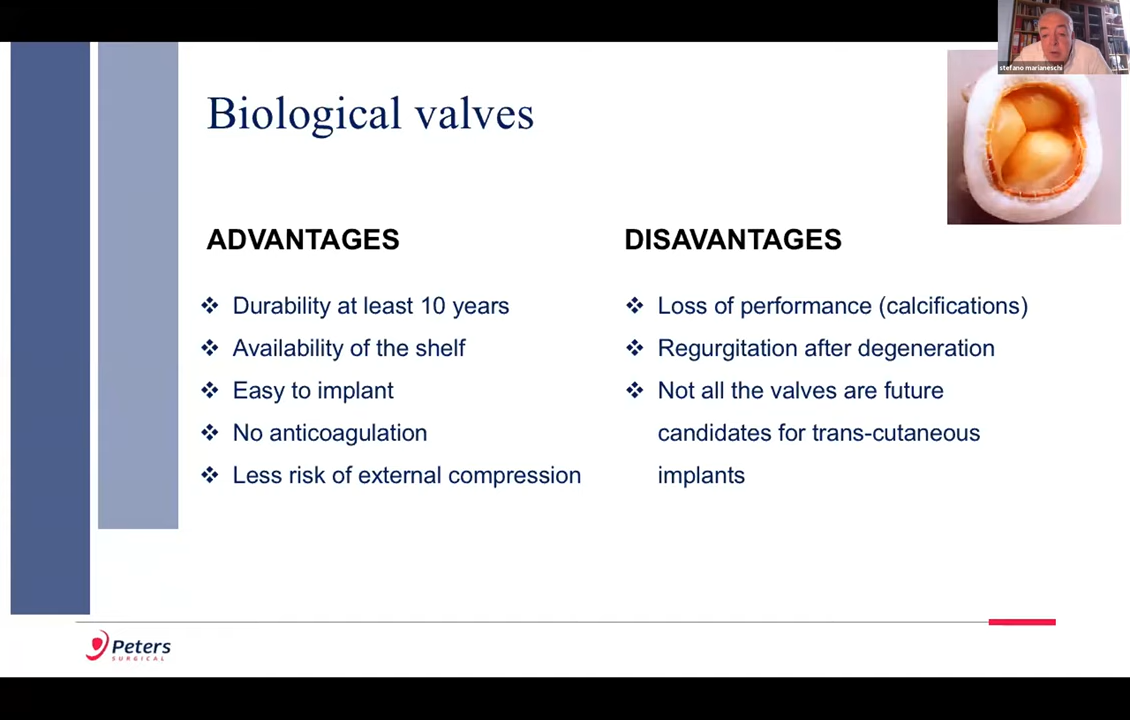 stefano marianeschi
Biological valves
ADVANTAGES
❖ Durability at least 10 years
❖ Availability of the shelf
❖ Easy to implant
❖ No anticoagulation
❖ Less risk of external compression
DISAVANTAGES
❖ Loss of performance (calcifications)
❖ Regurgitation after degeneration
❖ Not all the valves are future
candidates for trans-cutaneous
implants
Peters
SURGICAL